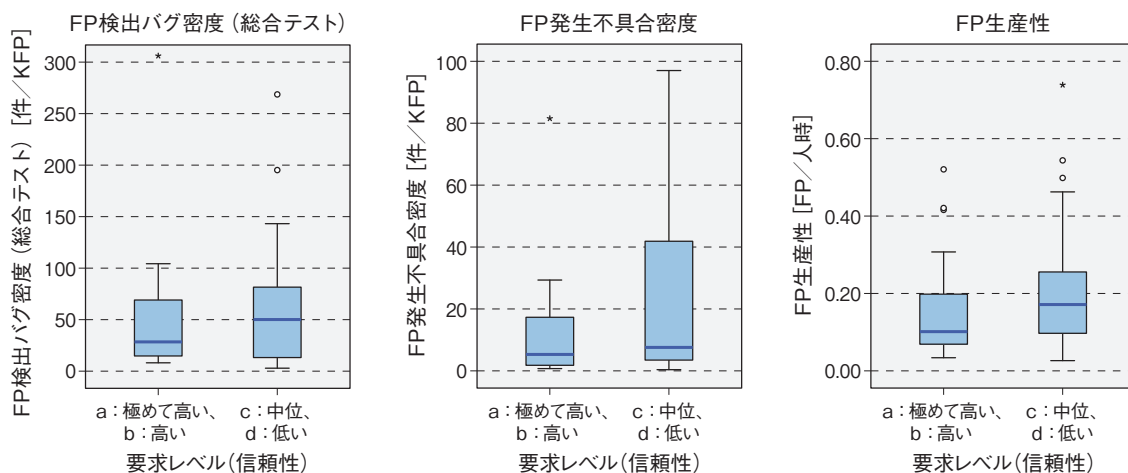 FP検出バグ密度（総合テスト）
FP検出バグ密度（総合テスト）［件／KFP］
300
250
200
150
100
50
0
a：極めて高い、
b：高い
c：中位、
d：低い
要求レベル（信頼性）
FP発生不具合密度
FP発生不具合密度［件／KFP］
100
80
60
40
20
0
a：極めて高い、
b：高い
c：中位、
d：低い
要求レベル（信頼性）
FP生産性
FP生産性［FP／人時］
0.80
0.60
0.40
0.20
0.00
a：極めて高い、
b：高い
c：中位、
d：低い
要求レベル（信頼性）